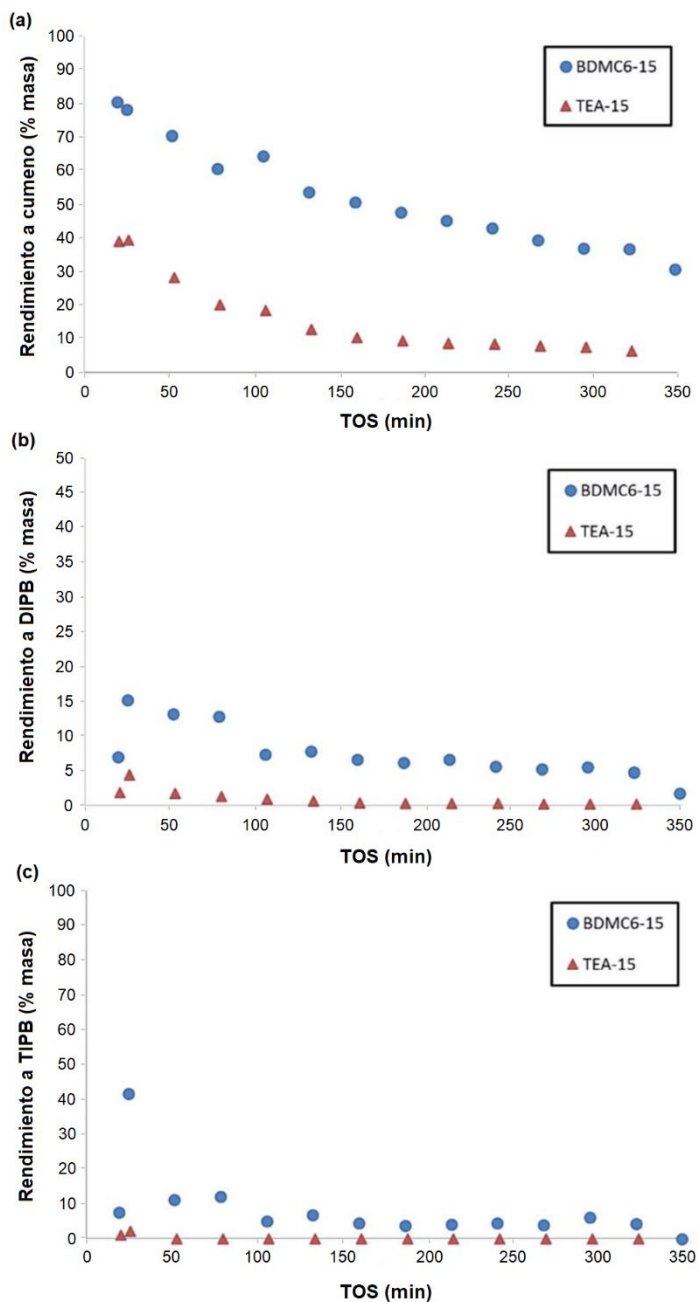 (a)
Rendimiento a cumeno (% masa)
100
90
80
70
60
50
40
30
20
10
0
BDMC6-15
TEA-15
0 50 100 150 200 250 300 350
TOS (min)
(b)
Rendimiento a DIPB (% masa)
50
45
40
35
30
25
20
15
10
5
0
BDMC6-15
TEA-15
0 50 100 150 200 250 300 350
TOS (min)
(c)
Rendimiento a TIPB (% masa)
100
90
80
70
60
50
40
30
20
10
0
BDMC6-15
TEA-15
0 50 100 150 200 250 300 350
TOS (min)